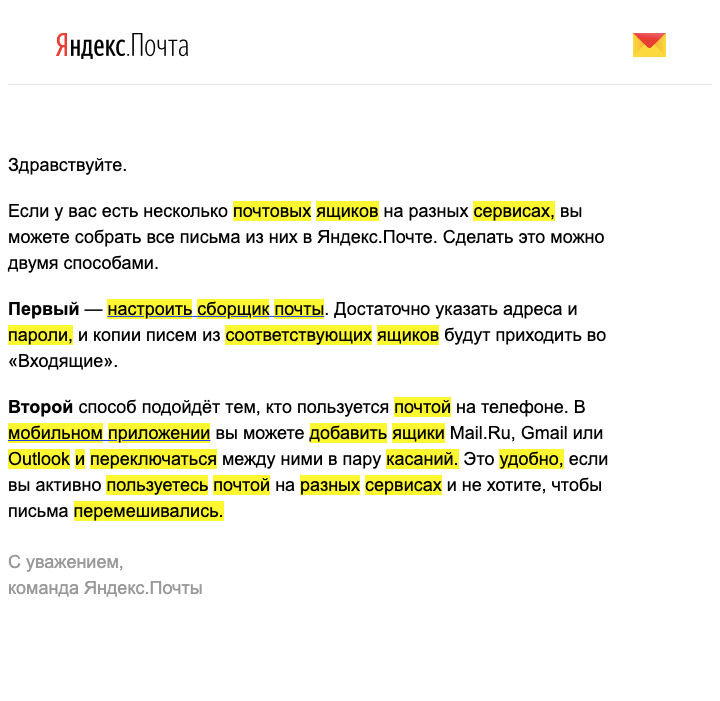 Яндекс.Почта
Здравствуйте.
Если у вас есть несколько почтовых ящиков на разных сервисах, вы
можете собрать все письма из них в Яндекс.Почте. Сделать это можно
двумя способами.
Первый — настроить сборщик почты. Достаточно указать адреса и
пароли, и копии писем из соответствующих ящиков будут приходить во
«Входящие».
Второй способ подойдёт тем, кто пользуется почтой на телефоне. В
мобильном приложении вы можете добавить ящики Mail.Ru, Gmail или
Outlook и переключаться между ними в пару касаний. Это удобно, если
вы активно пользуетесь почтой на разных сервисах и не хотите, чтобы
письма перемешивались.
С уважением,
команда Яндекс.Почты